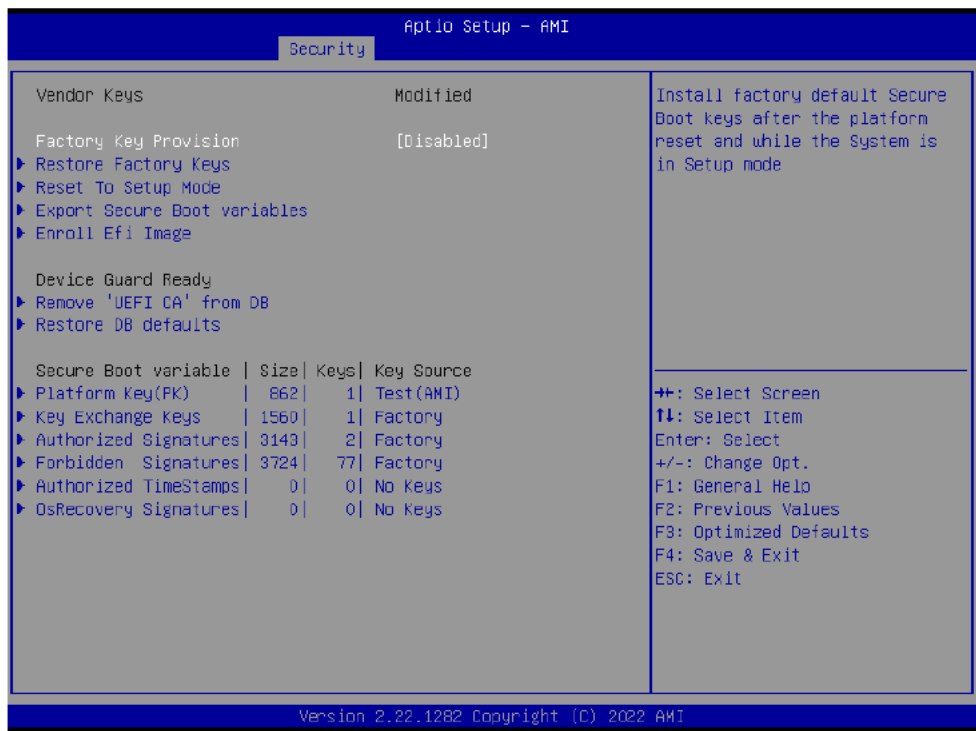 Aptio Setup - AMI
Security
Vendor Keys Modified
Factory Key Provision [Disabled]
Restore Factory Keys
Reset To Setup Mode
Export Secure Boot variables
Enroll Efi Image
Device Guard Ready
Remove 'UEFI CA' from DB
Restore DB defaults
Secure Boot variable | Size| Keys| Key Source
Platform Key(PK) | 862| 1| Test(AMI)
Key Exchange Keys | 1560| 1| Factory
Authorized Signatures| 3143| 2| Factory
Forbidden Signatures| 3724| 77| Factory
Authorized TimeStamps| 0| 0| No Keys
OsRecovery Signatures| 0| 0| No Keys
Install factory default Secure
Boot keys after the platform
reset and while the System is
in Setup mode
→←: Select Screen
↑↓: Select Item
Enter: Select
+/-: Change Opt.
F1: General Help
F2: Previous Values
F3: Optimized Defaults
F4: Save & Exit
ESC: Exit
Version 2.22.1282 Copyright (C) 2022 AMI